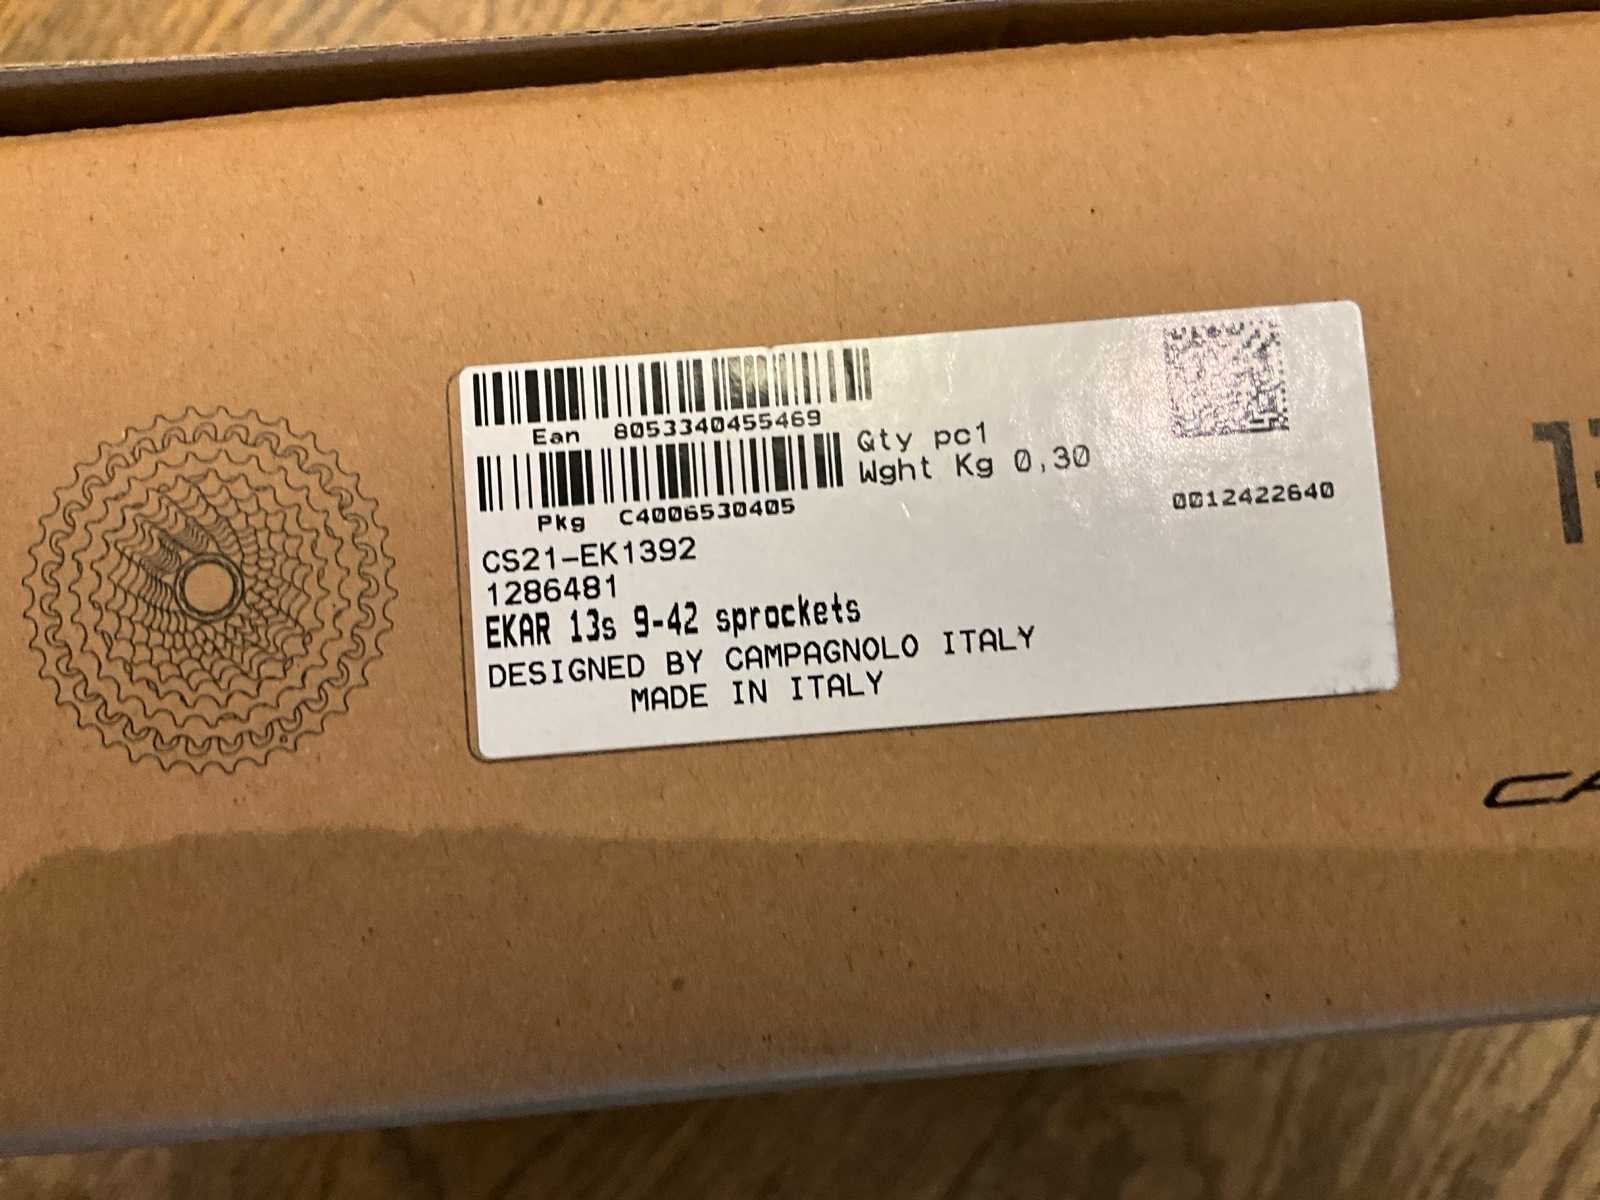 Ean 8053340455469
Qty pc1
Wght Kg 0,30
Pkg C4006530405
0012422640
CS21-EK1392
1286481
EKAR 13s 9-42 sprockets
DESIGNED BY CAMPAGNOLO ITALY
MADE IN ITALY